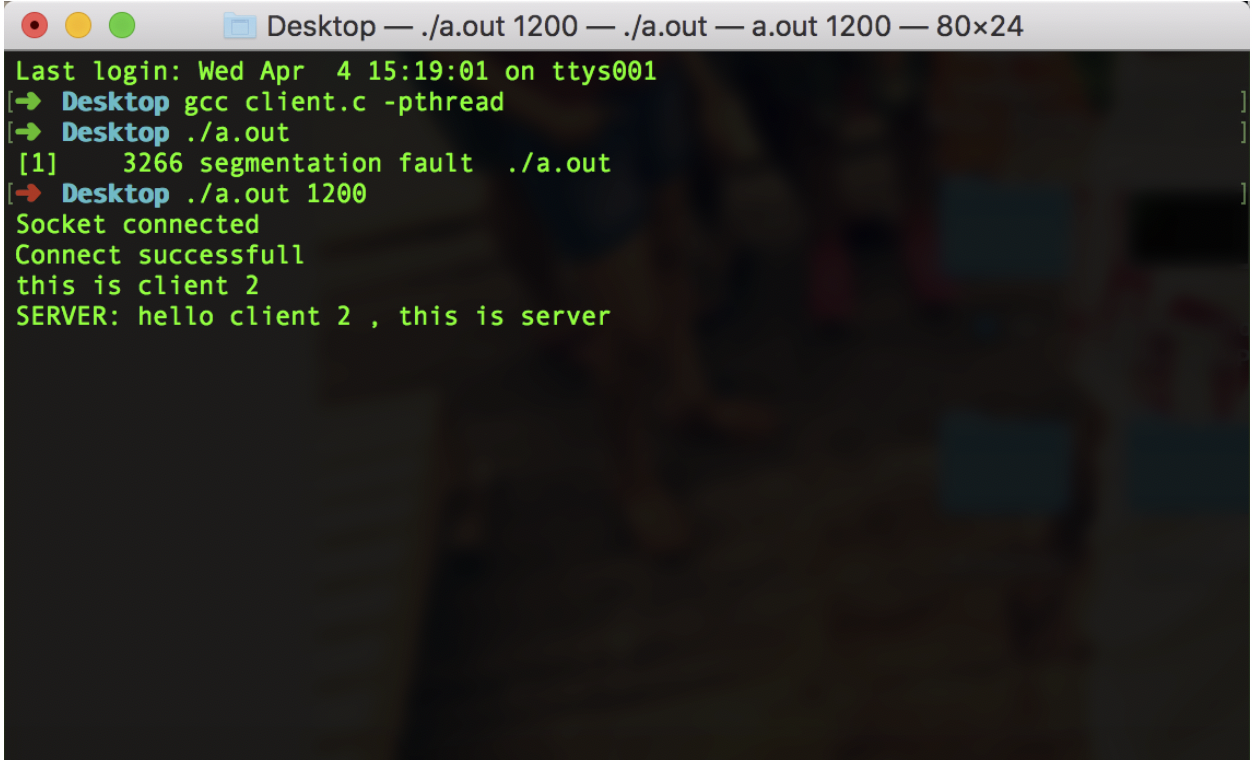 Desktop — ./a.out 1200 — ./a.out — a.out 1200 — 80×24
Last login: Wed Apr  4 15:19:01 on ttys001
[➜  Desktop gcc client.c -pthread ]
[➜  Desktop ./a.out ]
[1]    3266 segmentation fault  ./a.out
[➜  Desktop ./a.out 1200 ]
Socket connected
Connect successfull
this is client 2
SERVER: hello client 2 , this is server